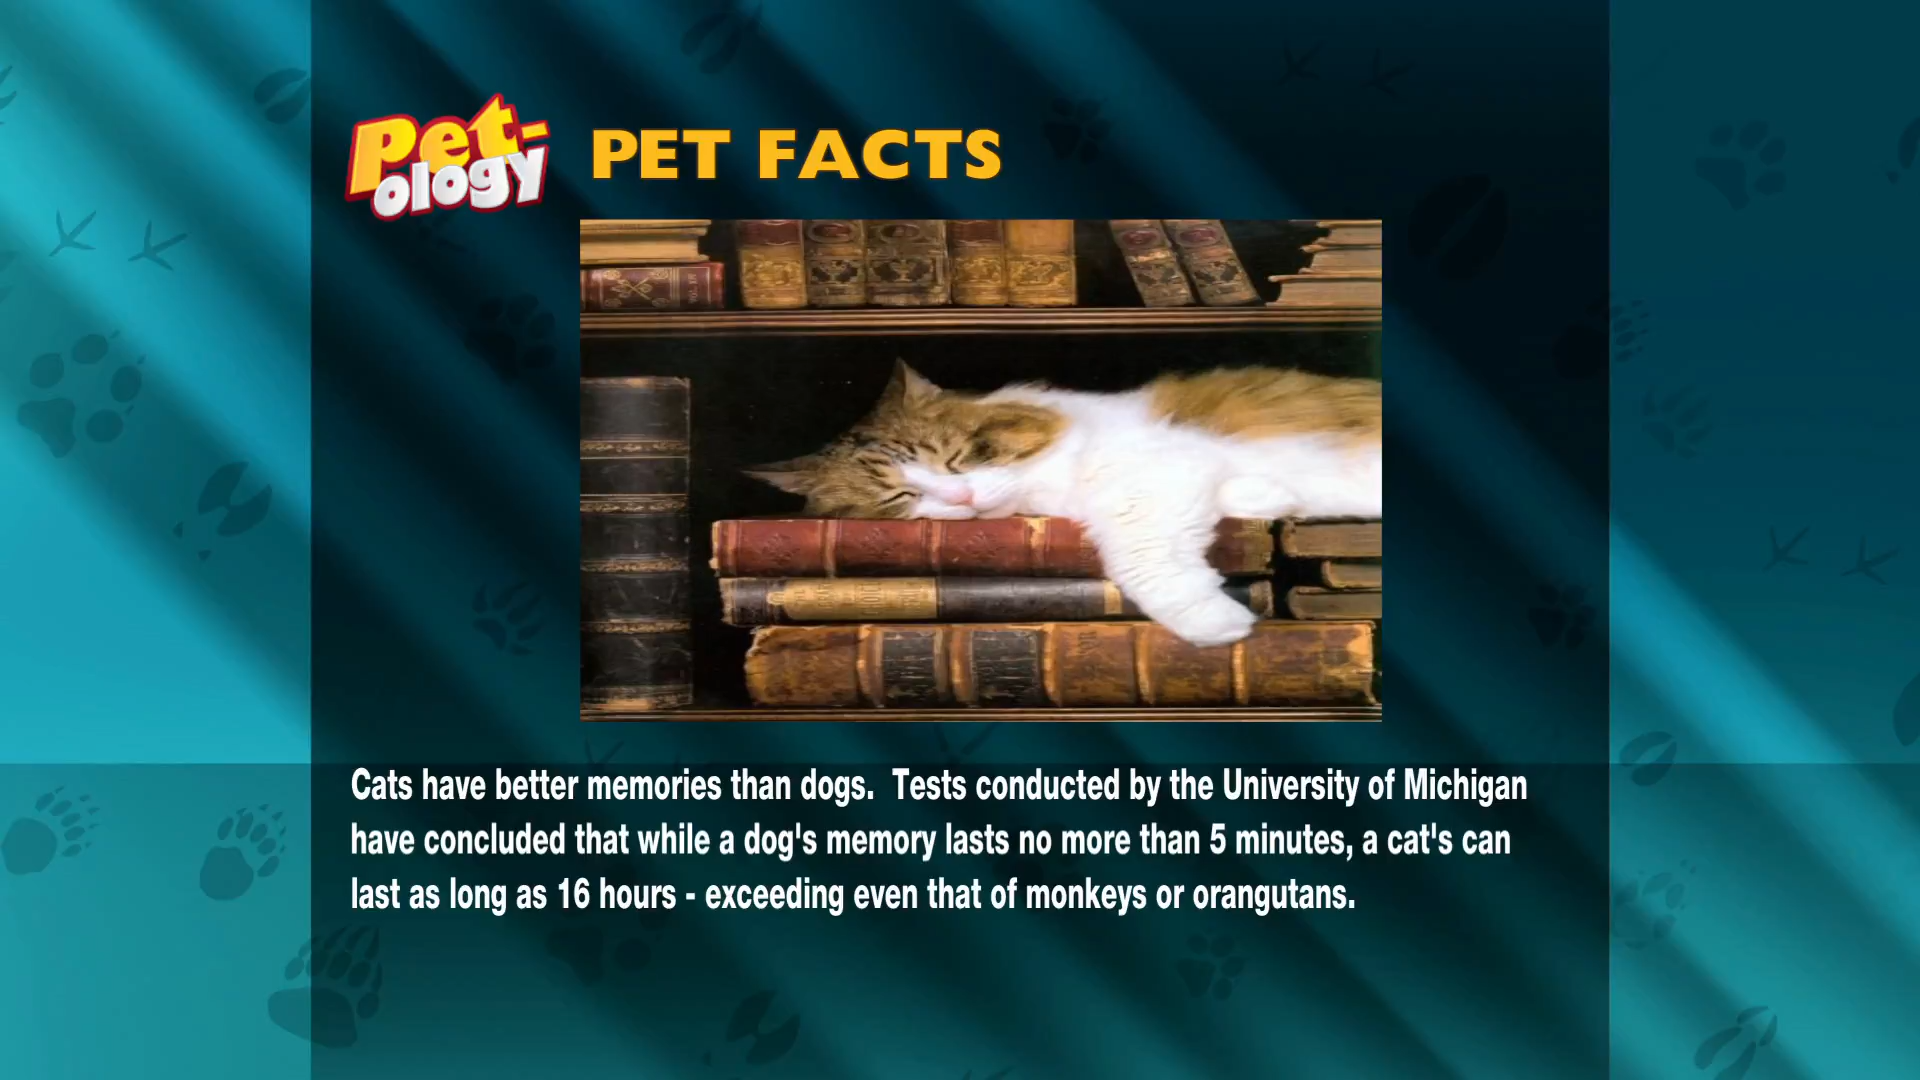 Pet-
ology
PET FACTS
Cats have better memories than dogs.  Tests conducted by the University of Michigan
have concluded that while a dog's memory lasts no more than 5 minutes, a cat's can
last as long as 16 hours - exceeding even that of monkeys or orangutans.